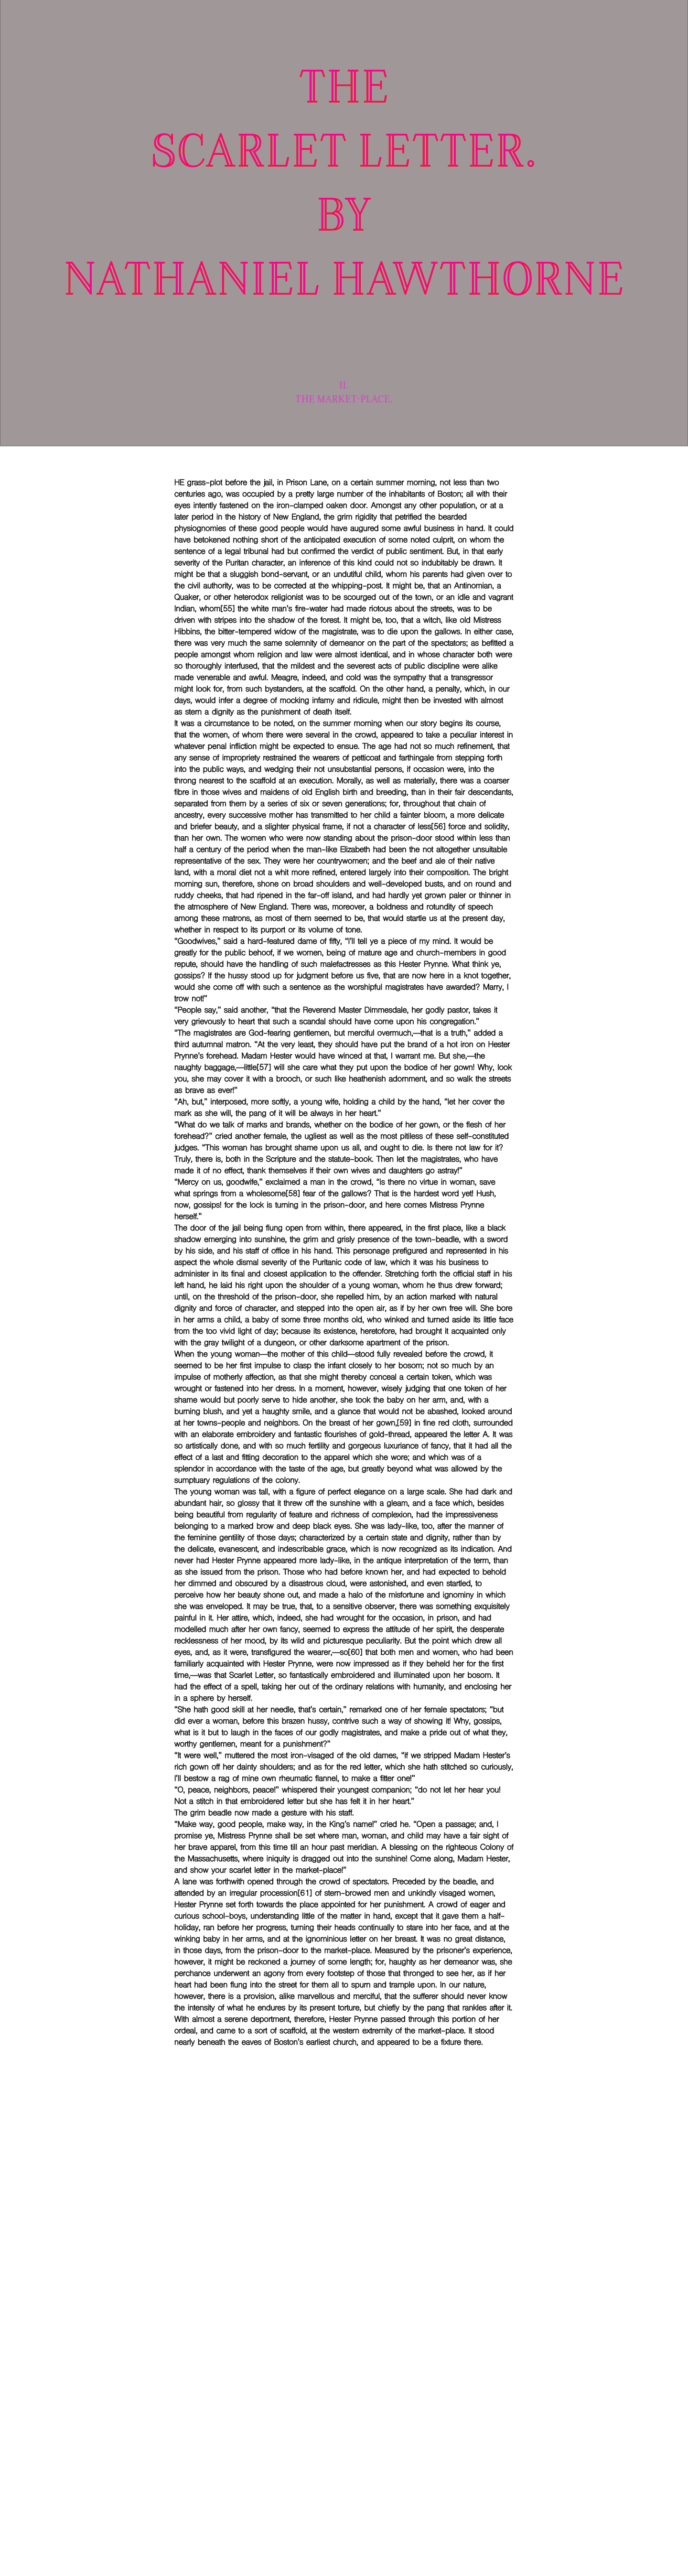 THE
SCARLET LETTER.
BY
NATHANIEL HAWTHORNE
II.
THE MARKET-PLACE.
HE grass-plot before the jail, in Prison Lane, on a certain summer morning, not less than two
centuries ago, was occupied by a pretty large number of the inhabitants of Boston; all with their
eyes intently fastened on the iron-clamped oaken door. Amongst any other population, or at a
later period in the history of New England, the grim rigidity that petrified the bearded
physiognomies of these good people would have augured some awful business in hand. It could
have betokened nothing short of the anticipated execution of some noted culprit, on whom the
sentence of a legal tribunal had but confirmed the verdict of public sentiment. But, in that early
severity of the Puritan character, an inference of this kind could not so indubitably be drawn. It
might be that a sluggish bond-servant, or an undutiful child, whom his parents had given over to
the civil authority, was to be corrected at the whipping-post. It might be, that an Antinomian, a
Quaker, or other heterodox religionist was to be scourged out of the town, or an idle and vagrant
Indian, whom[55] the white man's fire-water had made riotous about the streets, was to be
driven with stripes into the shadow of the forest. It might be, too, that a witch, like old Mistress
Hibbins, the bitter-tempered widow of the magistrate, was to die upon the gallows. In either case,
there was very much the same solemnity of demeanor on the part of the spectators; as befitted a
people amongst whom religion and law were almost identical, and in whose character both were
so thoroughly interfused, that the mildest and the severest acts of public discipline were alike
made venerable and awful. Meagre, indeed, and cold was the sympathy that a transgressor
might look for, from such bystanders, at the scaffold. On the other hand, a penalty, which, in our
days, would infer a degree of mocking infamy and ridicule, might then be invested with almost
as stern a dignity as the punishment of death itself.
It was a circumstance to be noted, on the summer morning when our story begins its course,
that the women, of whom there were several in the crowd, appeared to take a peculiar interest in
whatever penal infliction might be expected to ensue. The age had not so much refinement, that
any sense of impropriety restrained the wearers of petticoat and farthingale from stepping forth
into the public ways, and wedging their not unsubstantial persons, if occasion were, into the
throng nearest to the scaffold at an execution. Morally, as well as materially, there was a coarser
fibre in those wives and maidens of old English birth and breeding, than in their fair descendants,
separated from them by a series of six or seven generations; for, throughout that chain of
ancestry, every successive mother has transmitted to her child a fainter bloom, a more delicate
and briefer beauty, and a slighter physical frame, if not a character of less[56] force and solidity,
than her own. The women who were now standing about the prison-door stood within less than
half a century of the period when the man-like Elizabeth had been the not altogether unsuitable
representative of the sex. They were her countrywomen; and the beef and ale of their native
land, with a moral diet not a whit more refined, entered largely into their composition. The bright
morning sun, therefore, shone on broad shoulders and well-developed busts, and on round and
ruddy cheeks, that had ripened in the far-off island, and had hardly yet grown paler or thinner in
the atmosphere of New England. There was, moreover, a boldness and rotundity of speech
among these matrons, as most of them seemed to be, that would startle us at the present day,
whether in respect to its purport or its volume of tone.
“Goodwives,” said a hard-featured dame of fifty, “I'll tell ye a piece of my mind. It would be
greatly for the public behoof, if we women, being of mature age and church-members in good
repute, should have the handling of such malefactresses as this Hester Prynne. What think ye,
gossips? If the hussy stood up for judgment before us five, that are now here in a knot together,
would she come off with such a sentence as the worshipful magistrates have awarded? Marry, I
trow not!”
“People say,” said another, “that the Reverend Master Dimmesdale, her godly pastor, takes it
very grievously to heart that such a scandal should have come upon his congregation.”
“The magistrates are God-fearing gentlemen, but merciful overmuch,—that is a truth,” added a
third autumnal matron. “At the very least, they should have put the brand of a hot iron on Hester
Prynne's forehead. Madam Hester would have winced at that, I warrant me. But she,—the
naughty baggage,—little[57] will she care what they put upon the bodice of her gown! Why, look
you, she may cover it with a brooch, or such like heathenish adornment, and so walk the streets
as brave as ever!”
“Ah, but,” interposed, more softly, a young wife, holding a child by the hand, “let her cover the
mark as she will, the pang of it will be always in her heart.”
“What do we talk of marks and brands, whether on the bodice of her gown, or the flesh of her
forehead?” cried another female, the ugliest as well as the most pitiless of these self-constituted
judges. “This woman has brought shame upon us all, and ought to die. Is there not law for it?
Truly, there is, both in the Scripture and the statute-book. Then let the magistrates, who have
made it of no effect, thank themselves if their own wives and daughters go astray!”
“Mercy on us, goodwife,” exclaimed a man in the crowd, “is there no virtue in woman, save
what springs from a wholesome[58] fear of the gallows? That is the hardest word yet! Hush,
now, gossips! for the lock is turning in the prison-door, and here comes Mistress Prynne
herself.”
The door of the jail being flung open from within, there appeared, in the first place, like a black
shadow emerging into sunshine, the grim and grisly presence of the town-beadle, with a sword
by his side, and his staff of office in his hand. This personage prefigured and represented in his
aspect the whole dismal severity of the Puritanic code of law, which it was his business to
administer in its final and closest application to the offender. Stretching forth the official staff in his
left hand, he laid his right upon the shoulder of a young woman, whom he thus drew forward;
until, on the threshold of the prison-door, she repelled him, by an action marked with natural
dignity and force of character, and stepped into the open air, as if by her own free will. She bore
in her arms a child, a baby of some three months old, who winked and turned aside its little face
from the too vivid light of day; because its existence, heretofore, had brought it acquainted only
with the gray twilight of a dungeon, or other darksome apartment of the prison.
When the young woman—the mother of this child—stood fully revealed before the crowd, it
seemed to be her first impulse to clasp the infant closely to her bosom; not so much by an
impulse of motherly affection, as that she might thereby conceal a certain token, which was
wrought or fastened into her dress. In a moment, however, wisely judging that one token of her
shame would but poorly serve to hide another, she took the baby on her arm, and, with a
burning blush, and yet a haughty smile, and a glance that would not be abashed, looked around
at her towns-people and neighbors. On the breast of her gown,[59] in fine red cloth, surrounded
with an elaborate embroidery and fantastic flourishes of gold-thread, appeared the letter A. It was
so artistically done, and with so much fertility and gorgeous luxuriance of fancy, that it had all the
effect of a last and fitting decoration to the apparel which she wore; and which was of a
splendor in accordance with the taste of the age, but greatly beyond what was allowed by the
sumptuary regulations of the colony.
The young woman was tall, with a figure of perfect elegance on a large scale. She had dark and
abundant hair, so glossy that it threw off the sunshine with a gleam, and a face which, besides
being beautiful from regularity of feature and richness of complexion, had the impressiveness
belonging to a marked brow and deep black eyes. She was lady-like, too, after the manner of
the feminine gentility of those days; characterized by a certain state and dignity, rather than by
the delicate, evanescent, and indescribable grace, which is now recognized as its indication. And
never had Hester Prynne appeared more lady-like, in the antique interpretation of the term, than
as she issued from the prison. Those who had before known her, and had expected to behold
her dimmed and obscured by a disastrous cloud, were astonished, and even startled, to
perceive how her beauty shone out, and made a halo of the misfortune and ignominy in which
she was enveloped. It may be true, that, to a sensitive observer, there was something exquisitely
painful in it. Her attire, which, indeed, she had wrought for the occasion, in prison, and had
modelled much after her own fancy, seemed to express the attitude of her spirit, the desperate
recklessness of her mood, by its wild and picturesque peculiarity. But the point which drew all
eyes, and, as it were, transfigured the wearer,—so[60] that both men and women, who had been
familiarly acquainted with Hester Prynne, were now impressed as if they beheld her for the first
time,—was that Scarlet Letter, so fantastically embroidered and illuminated upon her bosom. It
had the effect of a spell, taking her out of the ordinary relations with humanity, and enclosing her
in a sphere by herself.
“She hath good skill at her needle, that's certain,” remarked one of her female spectators; “but
did ever a woman, before this brazen hussy, contrive such a way of showing it! Why, gossips,
what is it but to laugh in the faces of our godly magistrates, and make a pride out of what they,
worthy gentlemen, meant for a punishment?”
“It were well,” muttered the most iron-visaged of the old dames, “if we stripped Madam Hester's
rich gown off her dainty shoulders; and as for the red letter, which she hath stitched so curiously,
I'll bestow a rag of mine own rheumatic flannel, to make a fitter one!”
“O, peace, neighbors, peace!” whispered their youngest companion; “do not let her hear you!
Not a stitch in that embroidered letter but she has felt it in her heart.”
The grim beadle now made a gesture with his staff.
“Make way, good people, make way, in the King's name!” cried he. “Open a passage; and, I
promise ye, Mistress Prynne shall be set where man, woman, and child may have a fair sight of
her brave apparel, from this time till an hour past meridian. A blessing on the righteous Colony of
the Massachusetts, where iniquity is dragged out into the sunshine! Come along, Madam Hester,
and show your scarlet letter in the market-place!”
A lane was forthwith opened through the crowd of spectators. Preceded by the beadle, and
attended by an irregular procession[61] of stern-browed men and unkindly visaged women,
Hester Prynne set forth towards the place appointed for her punishment. A crowd of eager and
curious school-boys, understanding little of the matter in hand, except that it gave them a half-
holiday, ran before her progress, turning their heads continually to stare into her face, and at the
winking baby in her arms, and at the ignominious letter on her breast. It was no great distance,
in those days, from the prison-door to the market-place. Measured by the prisoner's experience,
however, it might be reckoned a journey of some length; for, haughty as her demeanor was, she
perchance underwent an agony from every footstep of those that thronged to see her, as if her
heart had been flung into the street for them all to spurn and trample upon. In our nature,
however, there is a provision, alike marvellous and merciful, that the sufferer should never know
the intensity of what he endures by its present torture, but chiefly by the pang that rankles after it.
With almost a serene deportment, therefore, Hester Prynne passed through this portion of her
ordeal, and came to a sort of scaffold, at the western extremity of the market-place. It stood
nearly beneath the eaves of Boston's earliest church, and appeared to be a fixture there.